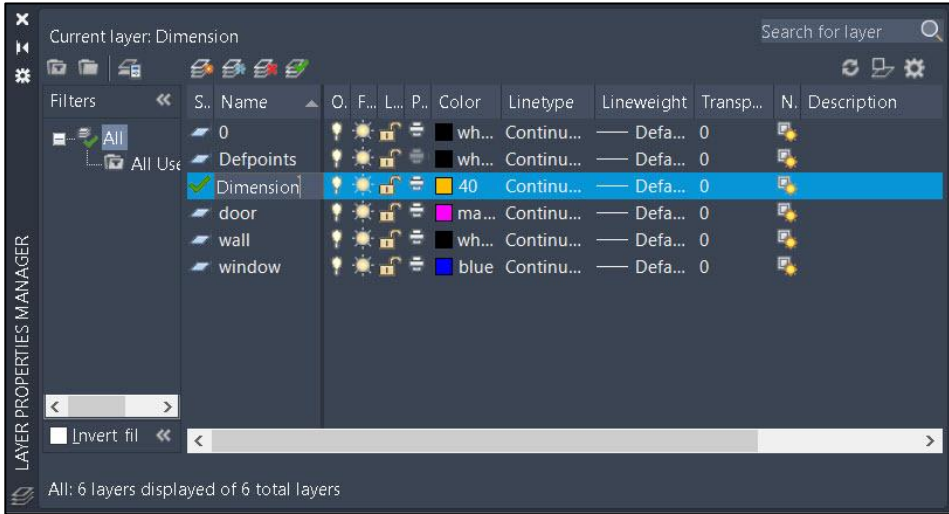 Current layer: Dimension
Search for layer
Filters
S.. Name O. F... L... P.. Color Linetype Lineweight Transp... N. Description
All
All Use
0 wh... Continu... Defa... 0
Defpoints wh... Continu... Defa... 0
Dimension 40 Continu... Defa... 0
door ma... Continu... Defa... 0
wall wh... Continu... Defa... 0
window blue Continu... Defa... 0
Invert fil
All: 6 layers displayed of 6 total layers
LAYER PROPERTIES MANAGER